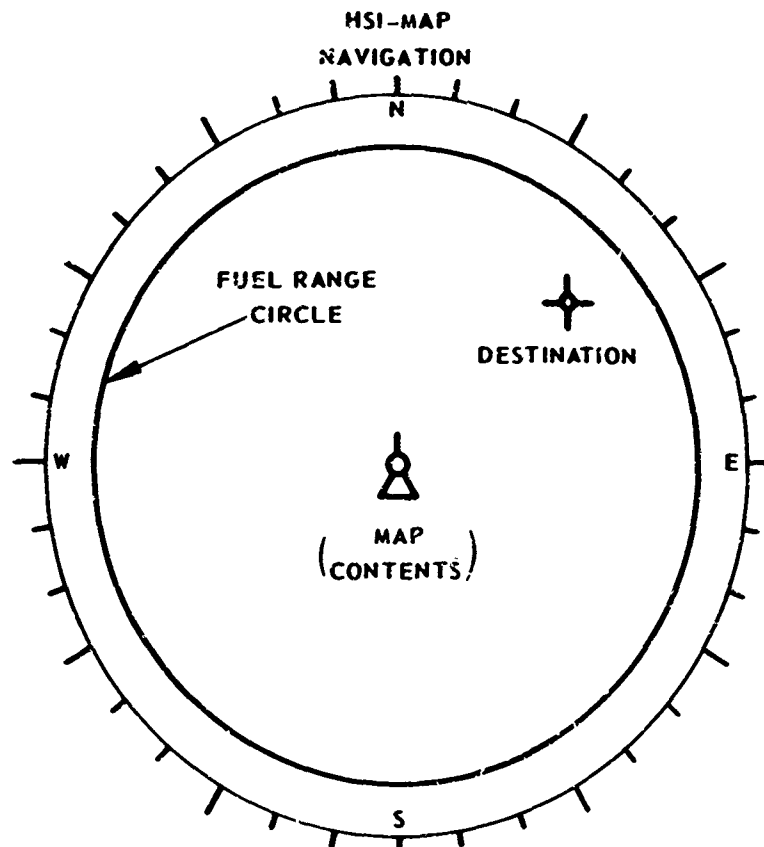 HSI-MAP
NAVIGATION
N
FUEL RANGE
CIRCLE
DESTINATION
W
E
MAP
(CONTENTS)
S